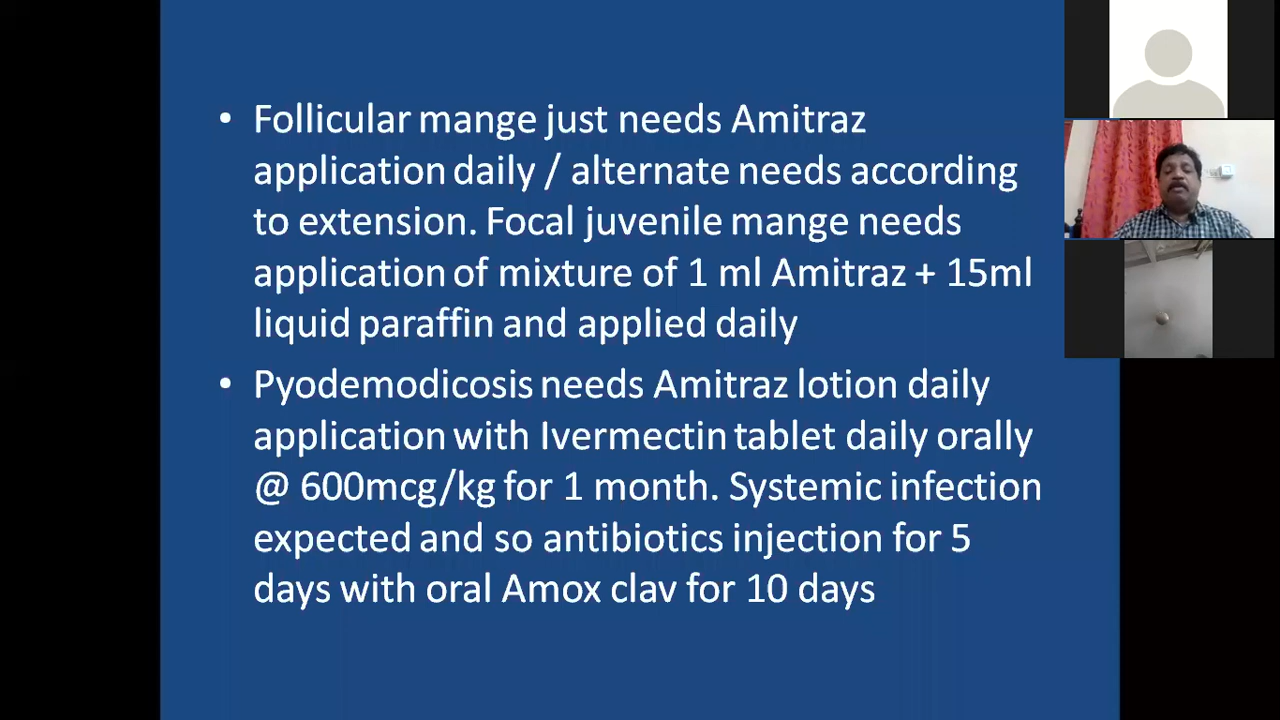 • Follicular mange just needs Amitraz
application daily / alternate needs according
to extension. Focal juvenile mange needs
application of mixture of 1 ml Amitraz + 15ml
liquid paraffin and applied daily
• Pyodemodicosis needs Amitraz lotion daily
application with Ivermectin tablet daily orally
@ 600mcg/kg for 1 month. Systemic infection
expected and so antibiotics injection for 5
days with oral Amox clav for 10 days